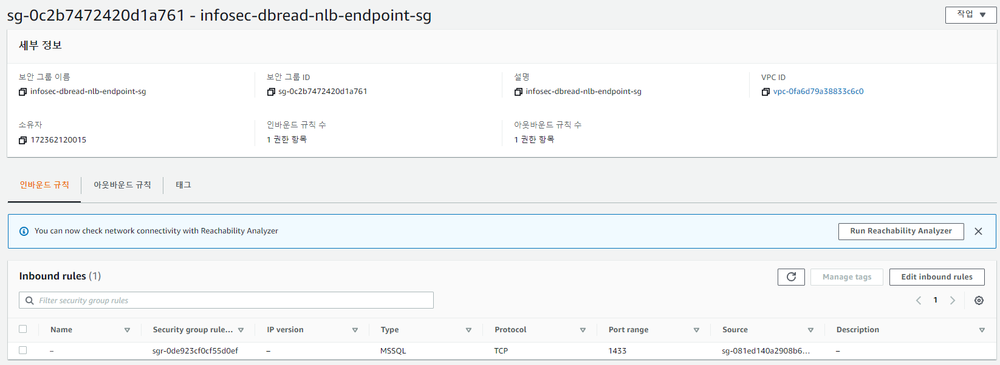 sg-0c2b7472420d1a761 - infosec-dbread-nlb-endpoint-sg
작업
세부 정보
보안 그룹 이름
infosec-dbread-nlb-endpoint-sg
보안 그룹 ID
sg-0c2b7472420d1a761
설명
infosec-dbread-nlb-endpoint-sg
VPC ID
vpc-0fa6d79a38833c6c0
소유자
172362120015
인바운드 규칙 수
1 권한 항목
아웃바운드 규칙 수
1 권한 항목
인바운드 규칙
아웃바운드 규칙
태그
You can now check network connectivity with Reachability Analyzer
Run Reachability Analyzer
Inbound rules (1)
Manage tags
Edit inbound rules
Filter security group rules
1
Name Security group rule... IP version Type Protocol Port range Source Description
– sgr-0de923cf0cf55d0ef – MSSQL TCP 1433 sg-081ed140a2908b6... –